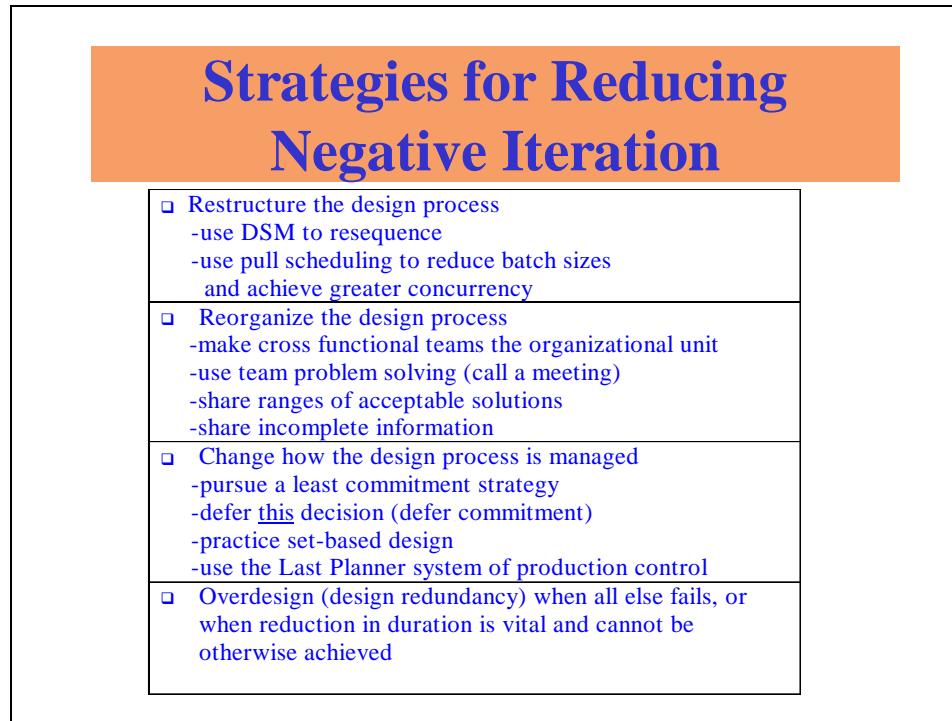 Strategies for Reducing
Negative Iteration
❑ Restructure the design process
-use DSM to resequence
-use pull scheduling to reduce batch sizes
and achieve greater concurrency
❑ Reorganize the design process
-make cross functional teams the organizational unit
-use team problem solving (call a meeting)
-share ranges of acceptable solutions
-share incomplete information
❑ Change how the design process is managed
-pursue a least commitment strategy
-defer this decision (defer commitment)
-practice set-based design
-use the Last Planner system of production control
❑ Overdesign (design redundancy) when all else fails, or
when reduction in duration is vital and cannot be
otherwise achieved